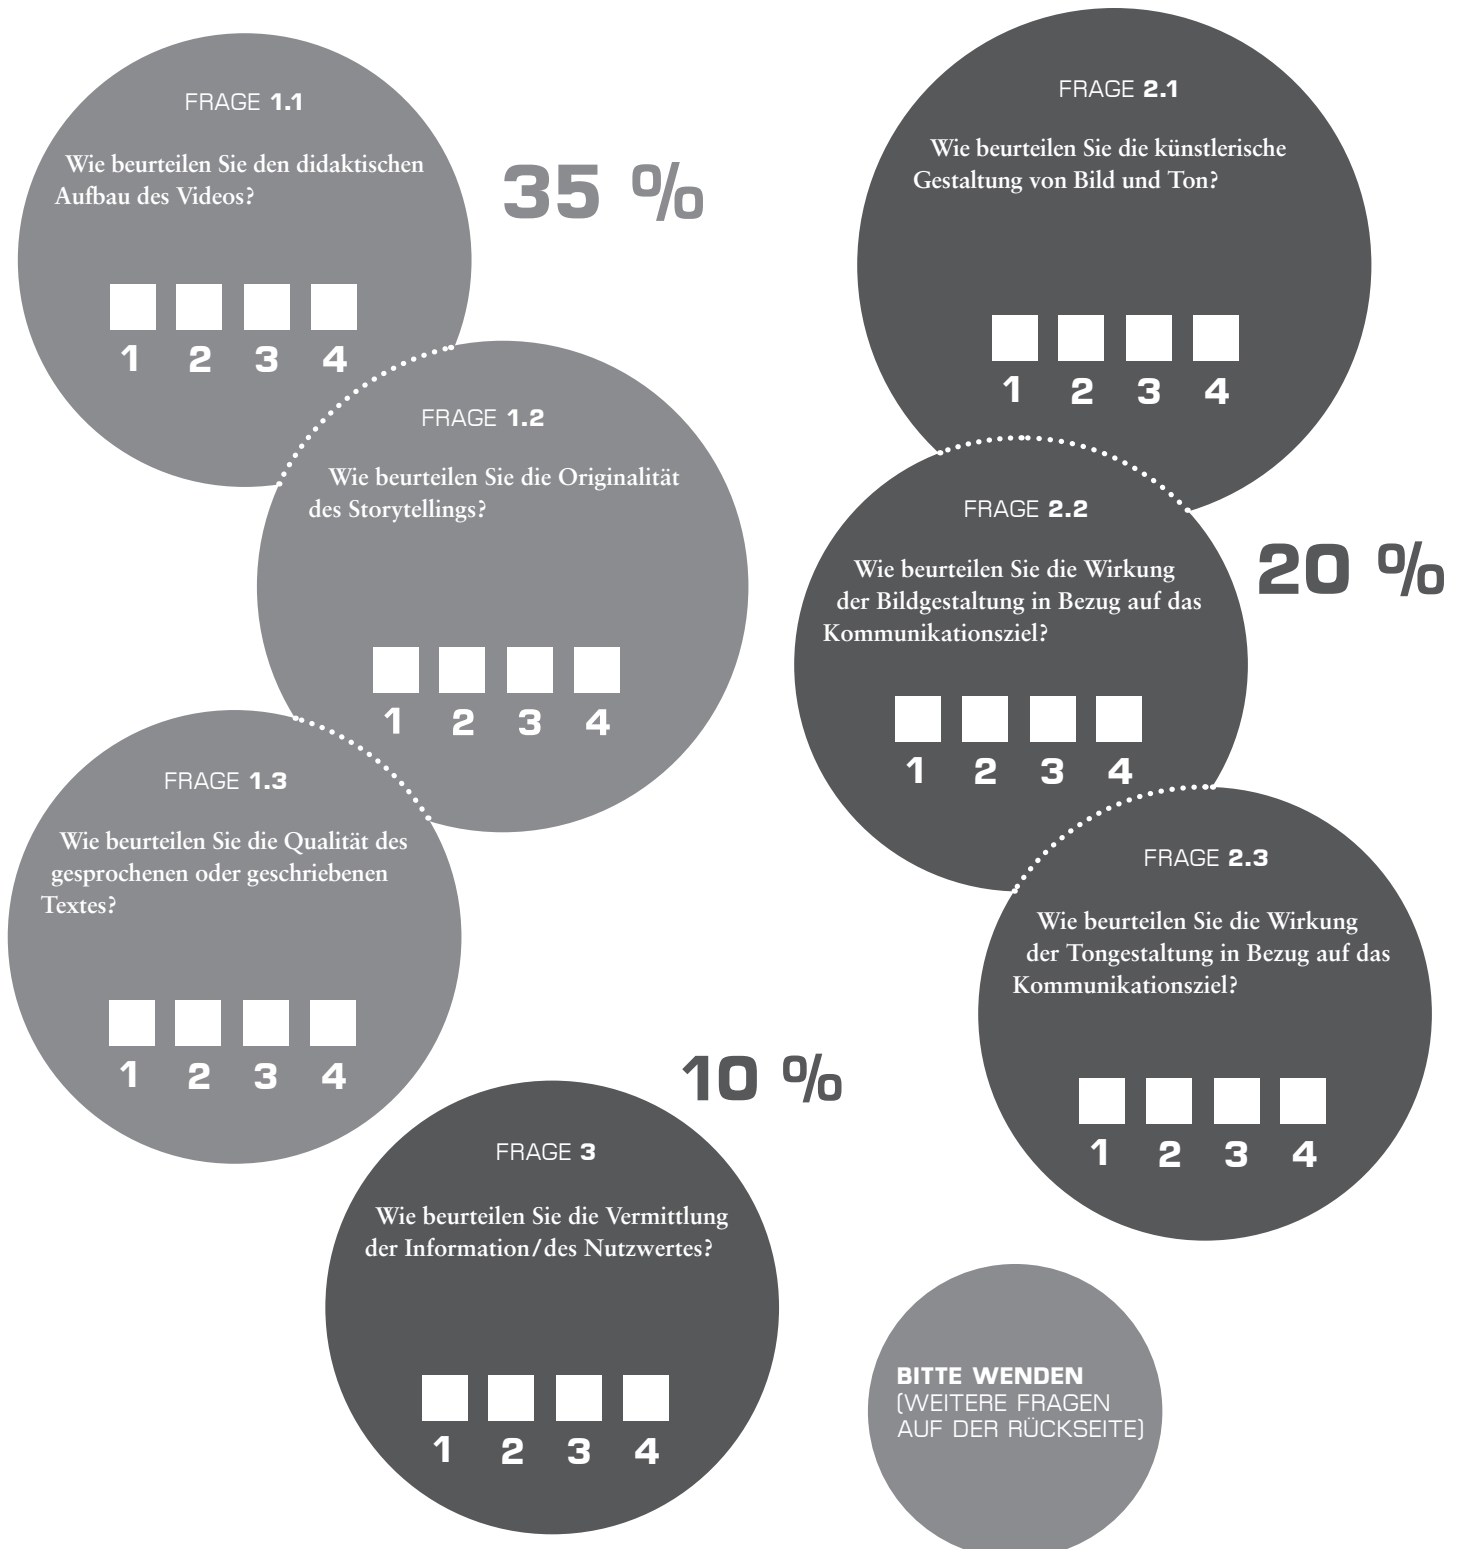 FRAGE 1.1
Wie beurteilen Sie den didaktischen
Aufbau des Videos?
1 2 3 4
35 %
FRAGE 1.2
Wie beurteilen Sie die Originalität
des Storytellings?
1 2 3 4
FRAGE 1.3
Wie beurteilen Sie die Qualität des
gesprochenen oder geschriebenen
Textes?
1 2 3 4
FRAGE 2.1
Wie beurteilen Sie die künstlerische
Gestaltung von Bild und Ton?
1 2 3 4
FRAGE 2.2
Wie beurteilen Sie die Wirkung
der Bildgestaltung in Bezug auf das
Kommunikationsziel?
1 2 3 4
20 %
FRAGE 2.3
Wie beurteilen Sie die Wirkung
der Tongestaltung in Bezug auf das
Kommunikationsziel?
1 2 3 4
10 %
FRAGE 3
Wie beurteilen Sie die Vermittlung
der Information/des Nutzwertes?
1 2 3 4
BITTE WENDEN
(WEITERE FRAGEN
AUF DER RÜCKSEITE)